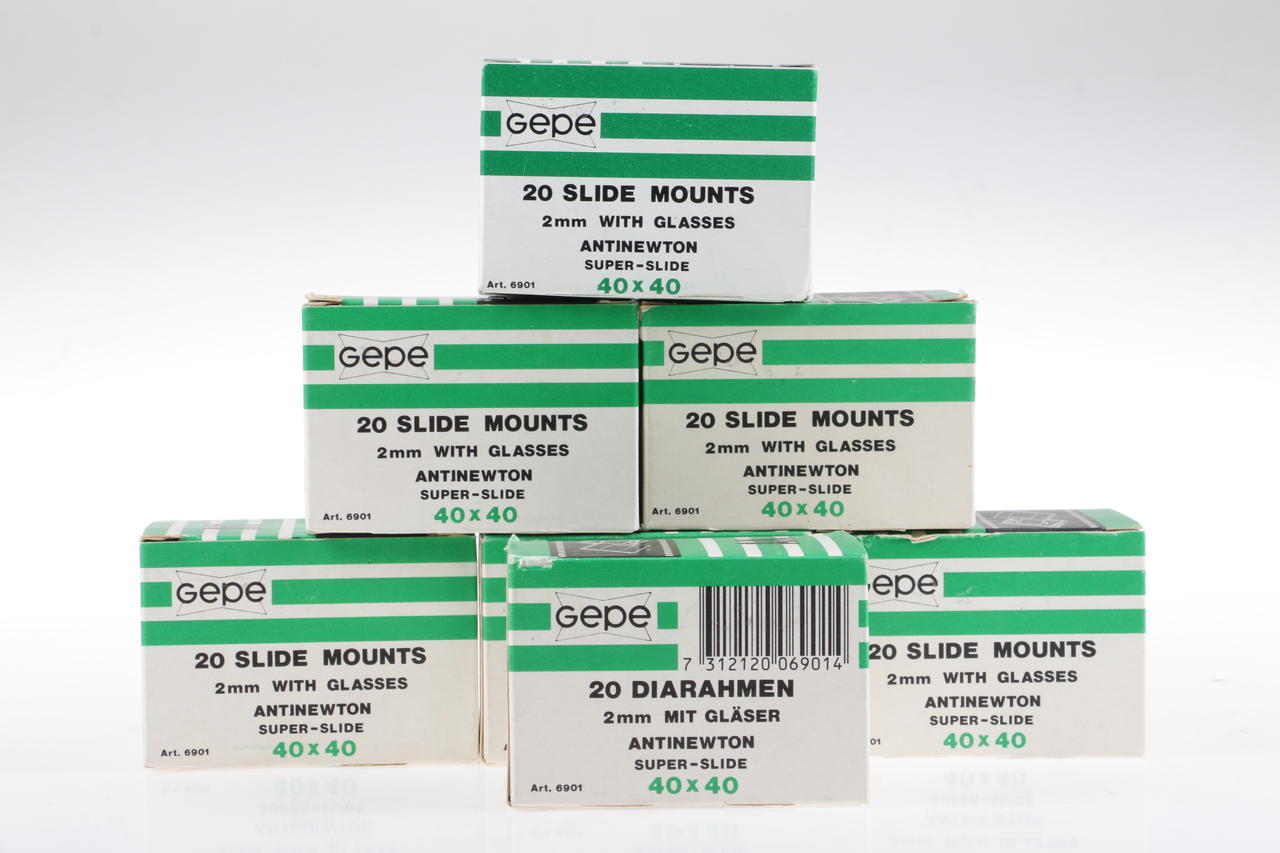 Gepe
20 SLIDE MOUNTS
2mm WITH GLASSES
ANTINEWTON
SUPER-SLIDE
Art. 6901
40 x 40
Gepe
20 SLIDE MOUNTS
2mm WITH GLASSES
ANTINEWTON
SUPER-SLIDE
Art. 6901
40 x 40
Gepe
20 SLIDE MOUNTS
2mm WITH GLASSES
ANTINEWTON
SUPER-SLIDE
Art. 6901
40 x 40
Gepe
20 SLIDE MOUNTS
2mm WITH GLASSES
ANTINEWTON
SUPER-SLIDE
Art. 6901
40 x 40
Gepe
7 312120 069014
20 DIARAHMEN
2mm MIT GLÄSER
ANTINEWTON
SUPER-SLIDE
Art. 6901
40 x 40
epe
20 SLIDE MOUNTS
2mm WITH GLASSES
ANTINEWTON
SUPER-SLIDE
01
40 x 40